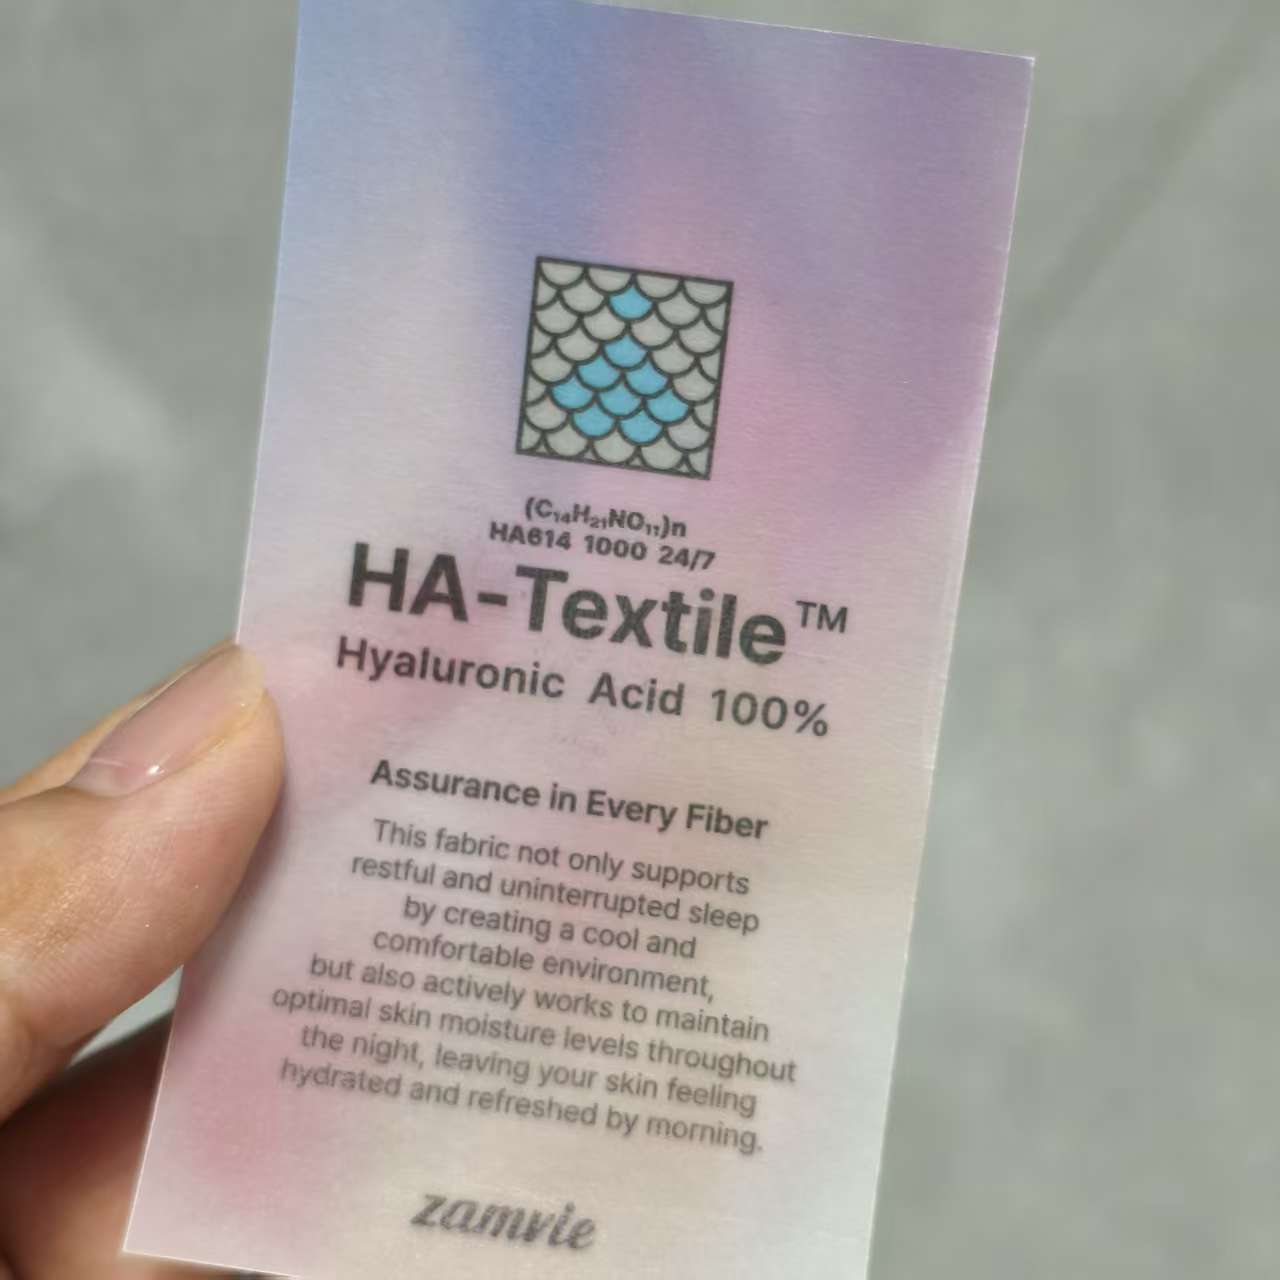 (C₁₄H₂₁NO₁₁)n
HA614 1000 24/7
HA-Textile™
Hyaluronic Acid 100%
Assurance in Every Fiber
This fabric not only supports
restful and uninterrupted sleep
by creating a cool and
comfortable environment,
but also actively works to maintain
optimal skin moisture levels throughout
the night, leaving your skin feeling
hydrated and refreshed by morning.
zamvie